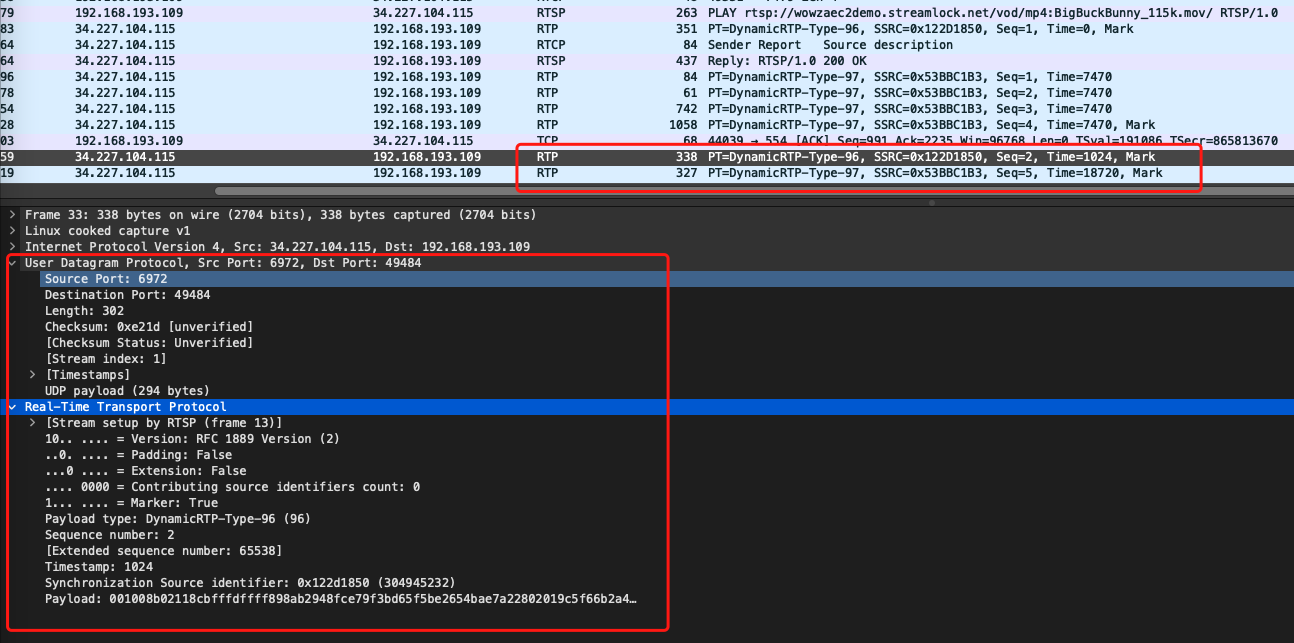 79 192.168.193.109 34.227.104.115 RTSP 263 PLAY rtsp://wowzaec2demo.streamlock.net/vod/mp4:BigBuckBunny_115k.mov/ RTSP/1.0
83 34.227.104.115 192.168.193.109 RTP 351 PT=DynamicRTP-Type-96, SSRC=0x122D1850, Seq=1, Time=0, Mark
64 34.227.104.115 192.168.193.109 RTCP 84 Sender Report Source description
64 34.227.104.115 192.168.193.109 RTSP 437 Reply: RTSP/1.0 200 OK
96 34.227.104.115 192.168.193.109 RTP 84 PT=DynamicRTP-Type-97, SSRC=0x53BBC1B3, Seq=1, Time=7470
78 34.227.104.115 192.168.193.109 RTP 61 PT=DynamicRTP-Type-97, SSRC=0x53BBC1B3, Seq=2, Time=7470
54 34.227.104.115 192.168.193.109 RTP 742 PT=DynamicRTP-Type-97, SSRC=0x53BBC1B3, Seq=3, Time=7470
28 34.227.104.115 192.168.193.109 RTP 1058 PT=DynamicRTP-Type-97, SSRC=0x53BBC1B3, Seq=4, Time=7470, Mark
03 192.168.193.109 34.227.104.115 TCP 68 44039 → 554 [ACK] Seq=991 Ack=2235 Win=96768 Len=0 TSval=191086 TSecr=865813670
59 34.227.104.115 192.168.193.109 RTP 338 PT=DynamicRTP-Type-96, SSRC=0x122D1850, Seq=2, Time=1024, Mark
19 34.227.104.115 192.168.193.109 RTP 327 PT=DynamicRTP-Type-97, SSRC=0x53BBC1B3, Seq=5, Time=18720, Mark
Frame 33: 338 bytes on wire (2704 bits), 338 bytes captured (2704 bits)
Linux cooked capture v1
Internet Protocol Version 4, Src: 34.227.104.115, Dst: 192.168.193.109
User Datagram Protocol, Src Port: 6972, Dst Port: 49484
Source Port: 6972
Destination Port: 49484
Length: 302
Checksum: 0xe21d [unverified]
[Checksum Status: Unverified]
[Stream index: 1]
[Timestamps]
UDP payload (294 bytes)
Real-Time Transport Protocol
[Stream setup by RTSP (frame 13)]
10.. .... = Version: RFC 1889 Version (2)
..0. .... = Padding: False
...0 .... = Extension: False
.... 0000 = Contributing source identifiers count: 0
1... .... = Marker: True
Payload type: DynamicRTP-Type-96 (96)
Sequence number: 2
[Extended sequence number: 65538]
Timestamp: 1024
Synchronization Source identifier: 0x122d1850 (304945232)
Payload: 001008b02118cbfffdffff898ab2948fce79f3bd65f5be2654bae7a22802019c5f66b2a4…